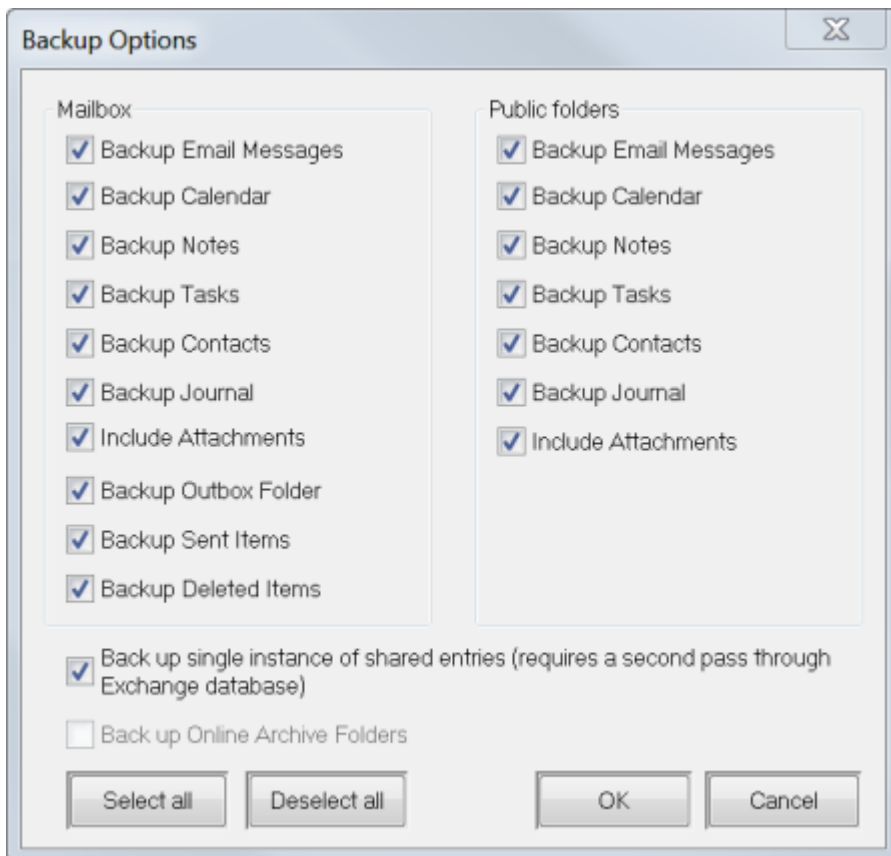 Backup Options
Mailbox
Backup Email Messages
Backup Calendar
Backup Notes
Backup Tasks
Backup Contacts
Backup Journal
Include Attachments
Backup Outbox Folder
Backup Sent Items
Backup Deleted Items
Public folders
Backup Email Messages
Backup Calendar
Backup Notes
Backup Tasks
Backup Contacts
Backup Journal
Include Attachments
Back up single instance of shared entries (requires a second pass through
Exchange database)
Back up Online Archive Folders
Select all
Deselect all
OK
Cancel